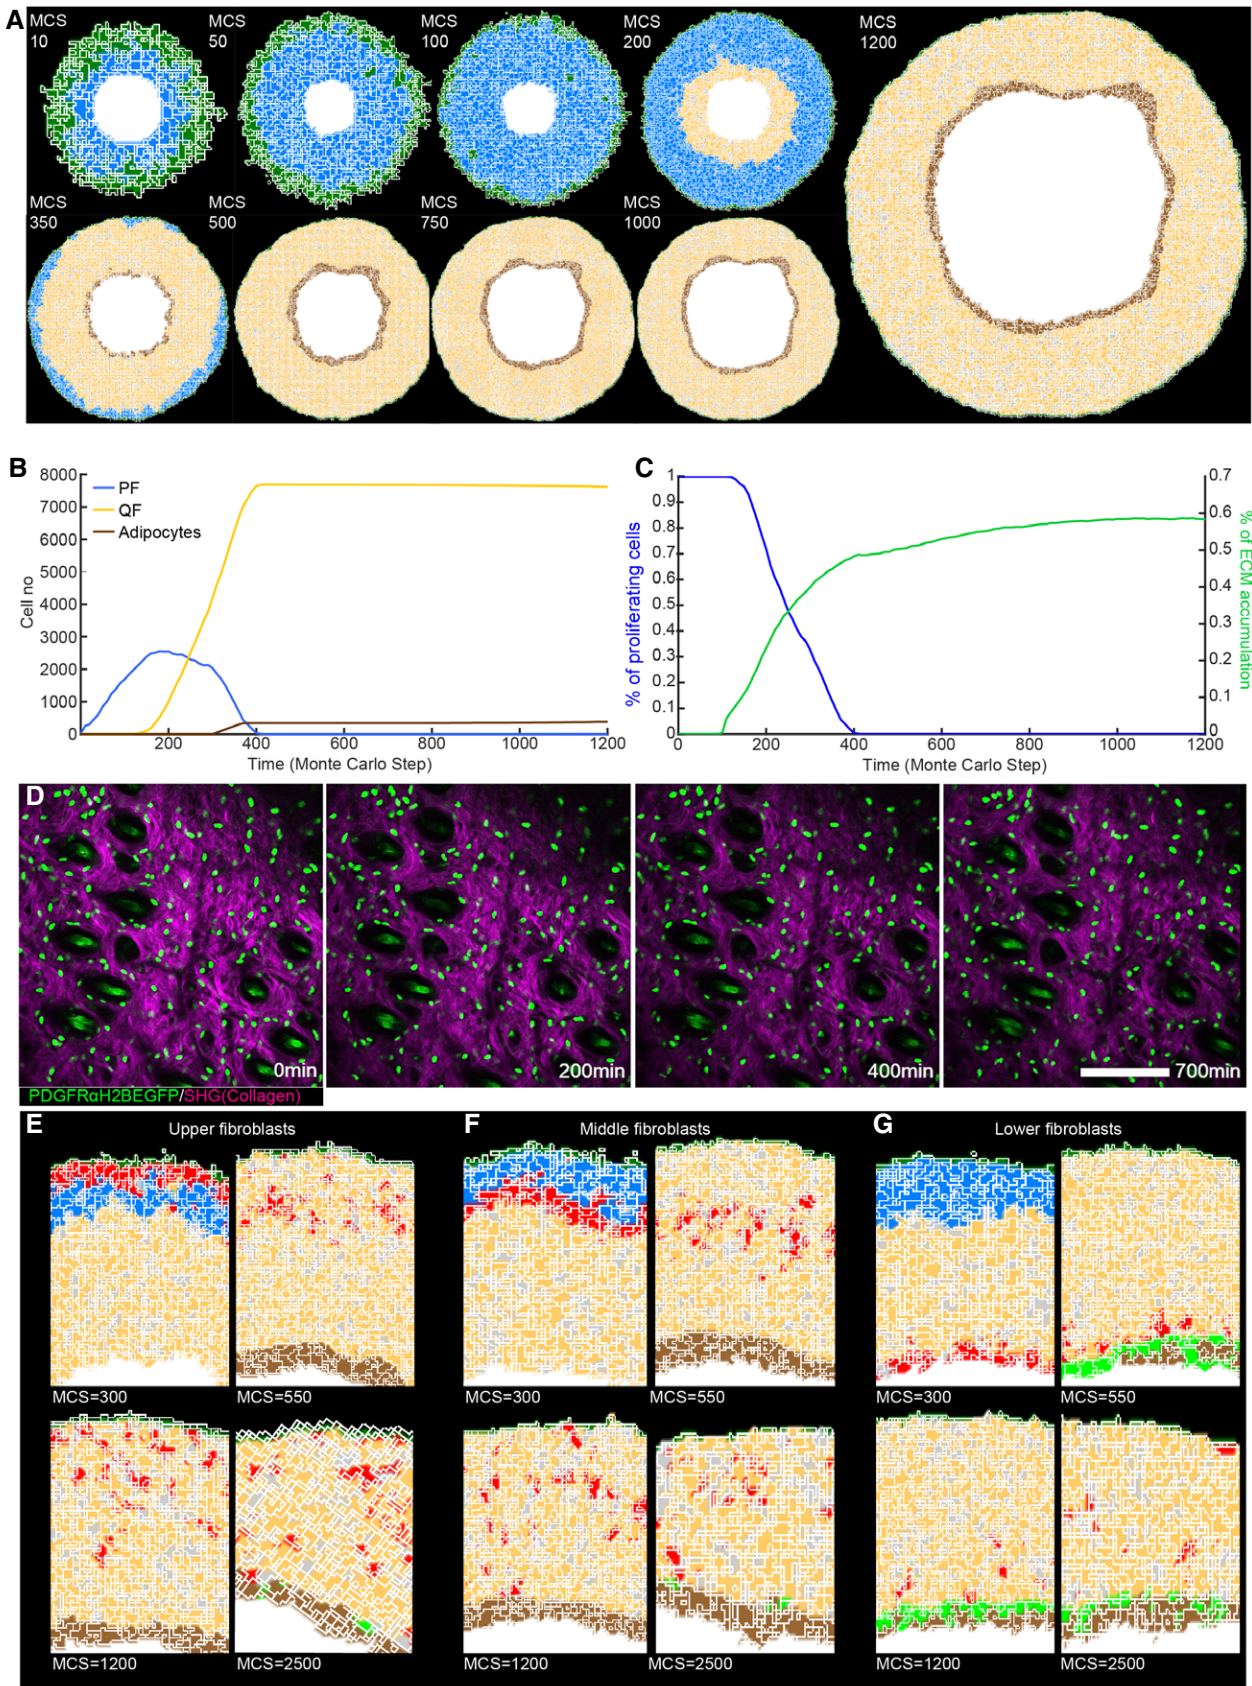 A
MCS
10
MCS
50
MCS
100
MCS
200
MCS
1200
MCS
350
MCS
500
MCS
750
MCS
1000
B
8000
7000
6000
5000
4000
3000
2000
1000
0
Cell no
PF
QF
Adipocytes
200
400
600
800
1000
1200
Time (Monte Carlo Step)
C
1
0.9
0.8
0.7
0.6
0.5
0.4
0.3
0.2
0.1
0
% of proliferating cells
0.7
0.6
0.5
0.4
0.3
0.2
0.1
0
% of ECM accumulation
0
200
400
600
800
1000
1200
Time (Monte Carlo Step)
D
0min
200min
400min
700min
PDGFRαH2BEGFP/SHG(Collagen)
E
Upper fibroblasts
MCS=300
MCS=550
MCS=1200
MCS=2500
F
Middle fibroblasts
MCS=300
MCS=550
MCS=1200
MCS=2500
G
Lower fibroblasts
MCS=300
MCS=550
MCS=1200
MCS=2500